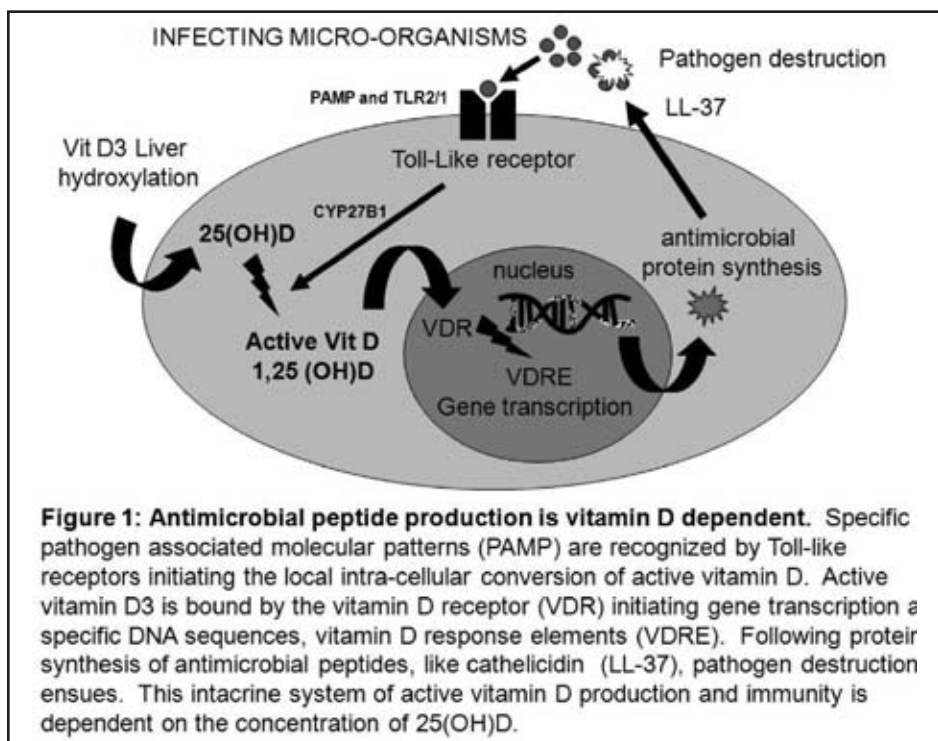 INFECTING MICRO-ORGANISMS
Pathogen destruction
LL-37
PAMP and TLR2/1
Toll-Like receptor
Vit D3 Liver
hydroxylation
CYP27B1
25(OH)D
antimicrobial
protein synthesis
nucleus
VDR
Active Vit D
1,25 (OH)D
VDRE
Gene transcription
Figure 1: Antimicrobial peptide production is vitamin D dependent. Specific
pathogen associated molecular patterns (PAMP) are recognized by Toll-like
receptors initiating the local intra-cellular conversion of active vitamin D. Active
vitamin D3 is bound by the vitamin D receptor (VDR) initiating gene transcription a
specific DNA sequences, vitamin D response elements (VDRE). Following protein
synthesis of antimicrobial peptides, like cathelicidin (LL-37), pathogen destruction
ensues. This intacrine system of active vitamin D production and immunity is
dependent on the concentration of 25(OH)D.